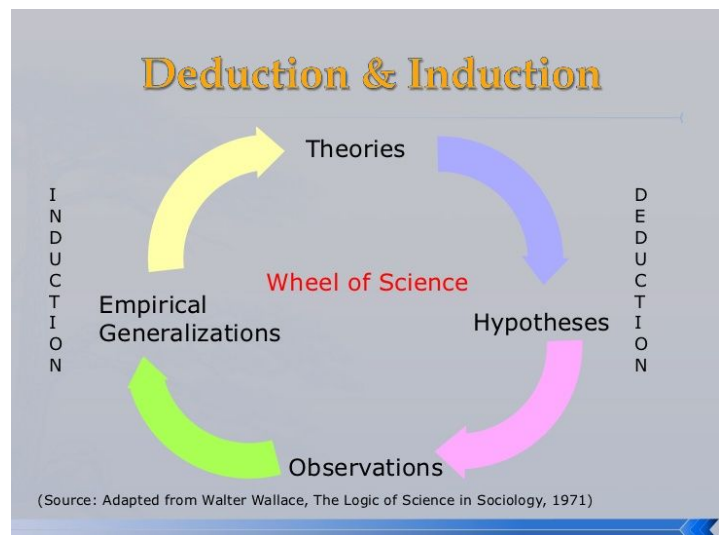 Deduction & Induction
Theories
INDUCTION
DEDUCTION
Wheel of Science
Empirical
Generalizations
Hypotheses
Observations
(Source: Adapted from Walter Wallace, The Logic of Science in Sociology, 1971)